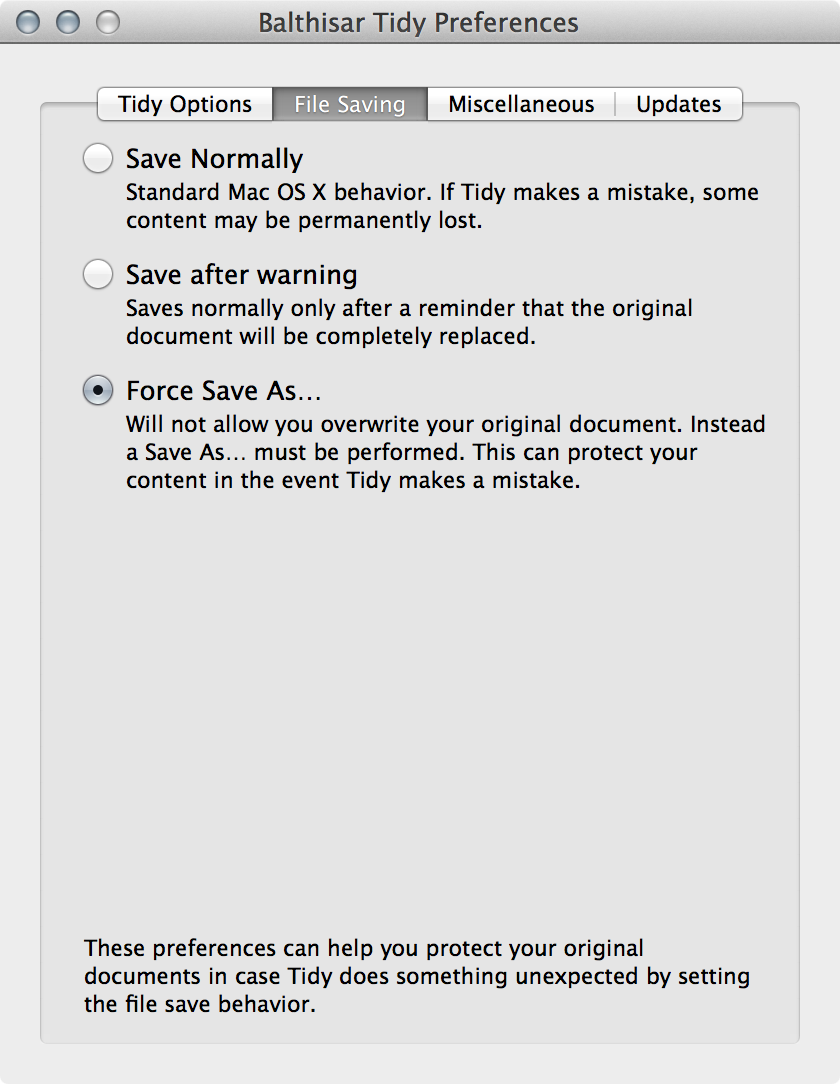 Balthisar Tidy Preferences
Tidy Options File Saving Miscellaneous Updates
Save Normally
Standard Mac OS X behavior. If Tidy makes a mistake, some
content may be permanently lost.
Save after warning
Saves normally only after a reminder that the original
document will be completely replaced.
Force Save As…
Will not allow you overwrite your original document. Instead
a Save As… must be performed. This can protect your
content in the event Tidy makes a mistake.
These preferences can help you protect your original
documents in case Tidy does something unexpected by setting
the file save behavior.